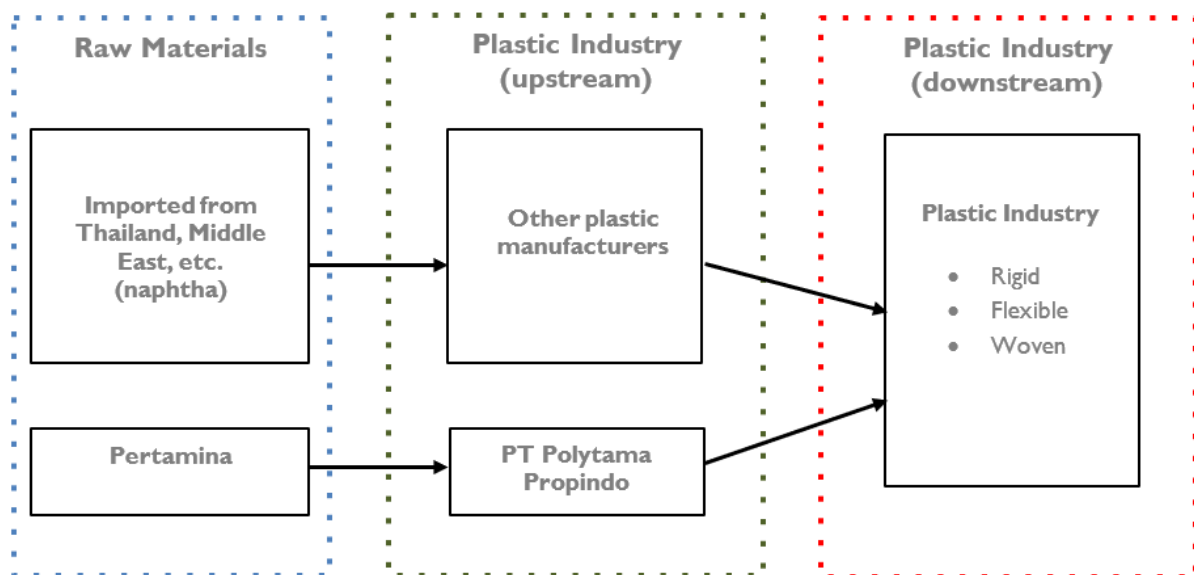 Raw Materials
Plastic Industry
(upstream)
Plastic Industry
(downstream)
Imported from
Thailand, Middle
East, etc.
(naphtha)
Other plastic
manufacturers
Plastic Industry
● Rigid
● Flexible
● Woven
Pertamina
PT Polytama
Propindo